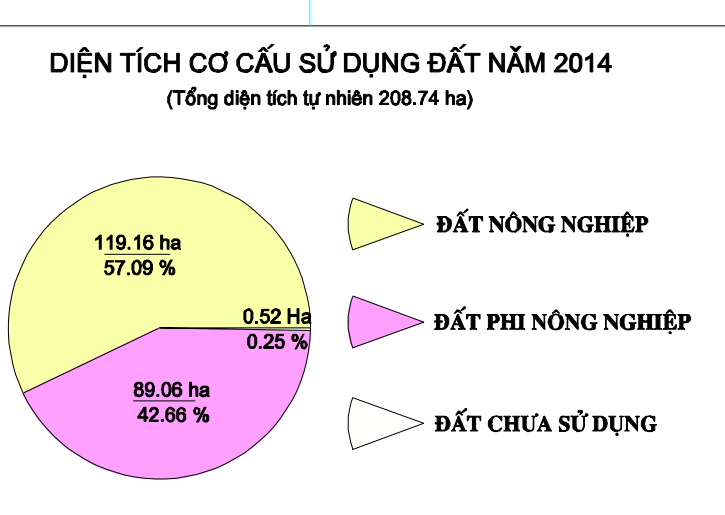 DIỆN TÍCH CƠ CẤU SỬ DỤNG ĐẤT NĂM 2014
(Tổng diện tích tự nhiên 208.74 ha)
119.16 ha
57.09 %
0.52 Ha
0.25 %
89.06 ha
42.66 %
ĐẤT NÔNG NGHIỆP
ĐẤT PHI NÔNG NGHIỆP
ĐẤT CHƯA SỬ DỤNG